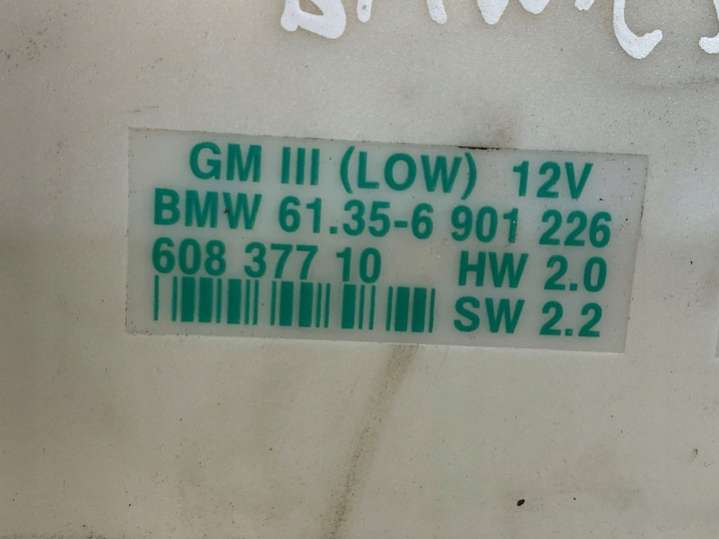 GM III (LOW) 12V
BMW 61.35-6 901 226
608 377 10 HW 2.0
SW 2.2